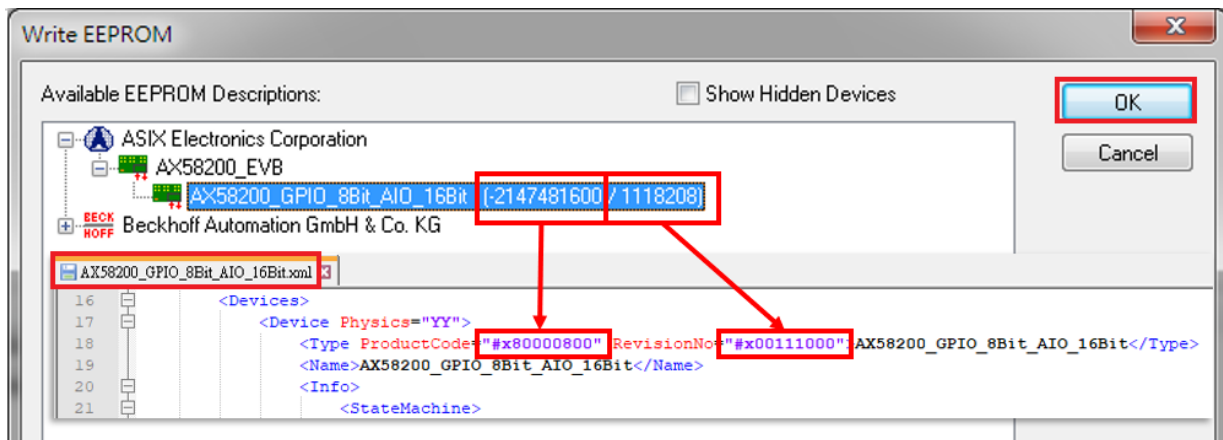 Write EEPROM
Available EEPROM Descriptions:
Show Hidden Devices
OK
Cancel
ASIX Electronics Corporation
AX58200_EVB
AX58200_GPIO_8Bit_AIO_16Bit (-2147481600 / 1118208)
BECKHOFF Beckhoff Automation GmbH & Co. KG
AX58200_GPIO_8Bit_AIO_16Bit.xml
16 <Devices>
17 <Device Physics="YY">
18 <Type ProductCode="#x80000800" RevisionNo="#x00111000">AX58200_GPIO_8Bit_AIO_16Bit</Type>
19 <Name>AX58200_GPIO_8Bit_AIO_16Bit</Name>
20 <Info>
21 <StateMachine>